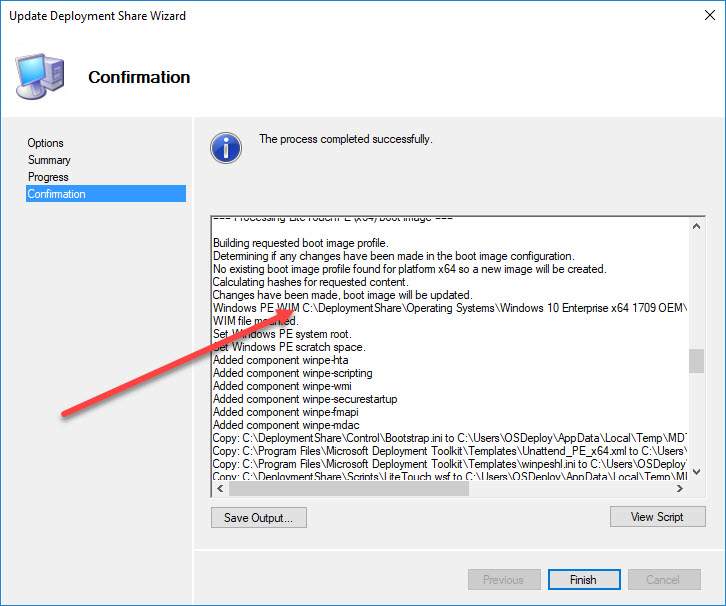 Update Deployment Share Wizard
Confirmation
Options
Summary
Progress
Confirmation
The process completed successfully.
=== Processing LiteTouchPE (x64) boot image ===
Building requested boot image profile.
Determining if any changes have been made in the boot image configuration.
No existing boot image profile found for platform x64 so a new image will be created.
Calculating hashes for requested content.
Changes have been made, boot image will be updated.
Windows PE WIM C:\DeploymentShare\Operating Systems\Windows 10 Enterprise x64 1709 OEM\
WIM file mounted.
Set Windows PE system root.
Set Windows PE scratch space.
Added component winpe-hta
Added component winpe-scripting
Added component winpe-wmi
Added component winpe-securestartup
Added component winpe-fmapi
Added component winpe-mdac
Copy: C:\DeploymentShare\Control\Bootstrap.ini to C:\Users\OSDeploy\AppData\Local\Temp\MDT
Copy: C:\Program Files\Microsoft Deployment Toolkit\Templates\Unattend_PE_x64.xml to C:\Users\
Copy: C:\Program Files\Microsoft Deployment Toolkit\Templates\winpeshl.ini to C:\Users\OSDeploy\
Copy: C:\DeploymentShare\Scripts\LiteTouch.wsf to C:\Users\OSDeploy\AppData\Local\Temp\MD
Save Output...
View Script
Previous
Finish
Cancel